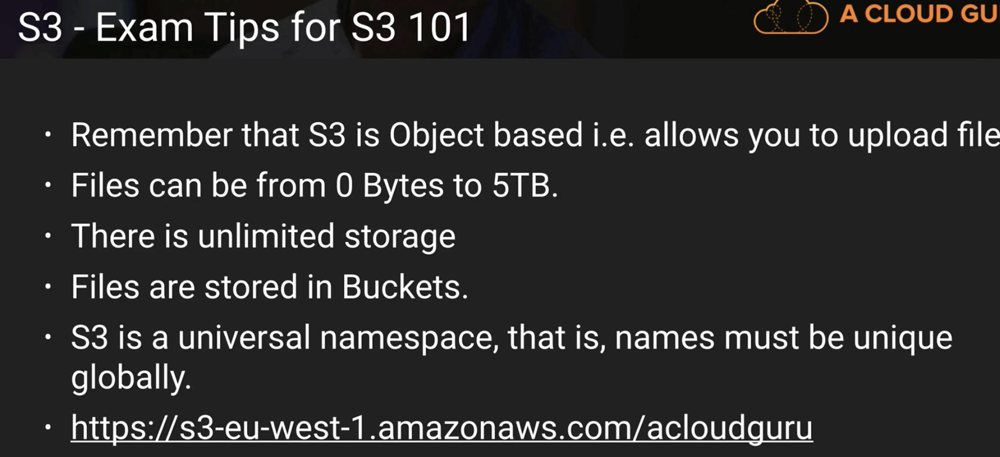 S3 - Exam Tips for S3 101
A CLOUD GU
• Remember that S3 is Object based i.e. allows you to upload file
• Files can be from 0 Bytes to 5TB.
• There is unlimited storage
• Files are stored in Buckets.
• S3 is a universal namespace, that is, names must be unique
globally.
• https://s3-eu-west-1.amazonaws.com/acloudguru